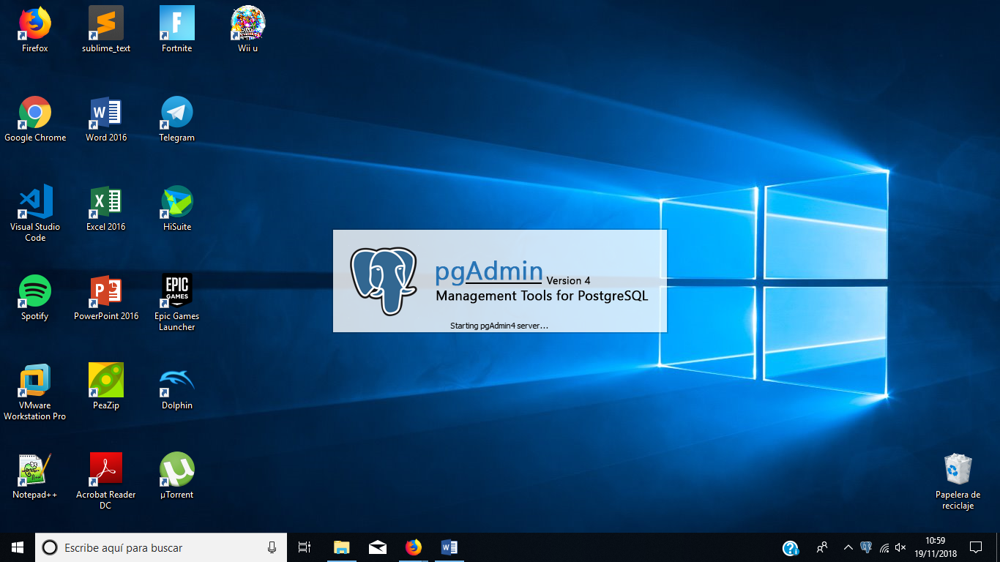 Firefox
sublime_text
Fortnite
Wii u
Google Chrome
Word 2016
Telegram
Visual Studio
Code
Excel 2016
HiSuite
Spotify
PowerPoint 2016
EPIC
GAMES
Epic Games
Launcher
VMware
Workstation Pro
PeaZip
Dolphin
Notepad++
Acrobat Reader
DC
µTorrent
pgAdmin Version 4
Management Tools for PostgreSQL
Starting pgAdmin4 server...
Papelera de
reciclaje
Escribe aquí para buscar
10:59
19/11/2018